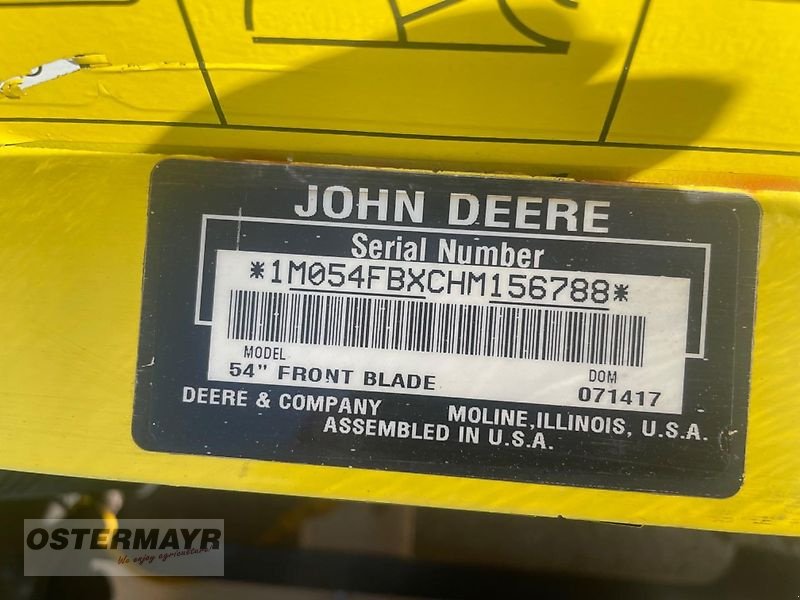 JOHN DEERE
Serial Number
*1M054FBXCHM156788*
MODEL
54" FRONT BLADE
DOM
071417
DEERE & COMPANY MOLINE, ILLINOIS, U.S.A.
ASSEMBLED IN U.S.A.
OSTERMAYR
We enjoy agriculture